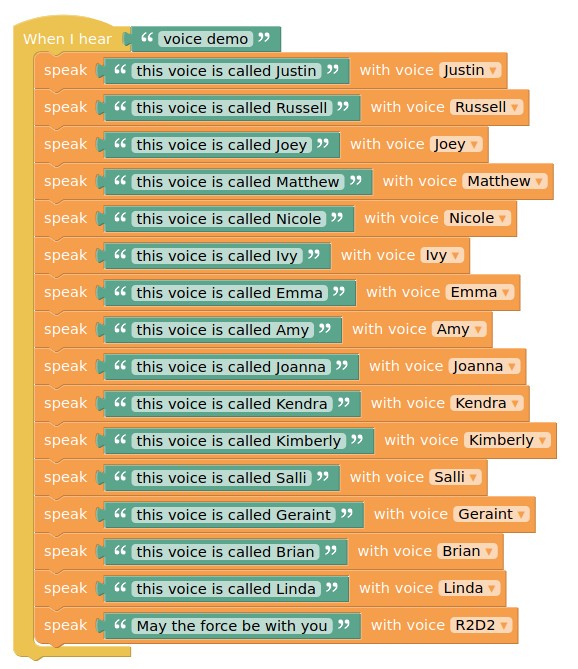 When I hear “ voice demo ”
speak “ this voice is called Justin ” with voice Justin ▾
speak “ this voice is called Russell ” with voice Russell ▾
speak “ this voice is called Joey ” with voice Joey ▾
speak “ this voice is called Matthew ” with voice Matthew ▾
speak “ this voice is called Nicole ” with voice Nicole ▾
speak “ this voice is called Ivy ” with voice Ivy ▾
speak “ this voice is called Emma ” with voice Emma ▾
speak “ this voice is called Amy ” with voice Amy ▾
speak “ this voice is called Joanna ” with voice Joanna ▾
speak “ this voice is called Kendra ” with voice Kendra ▾
speak “ this voice is called Kimberly ” with voice Kimberly ▾
speak “ this voice is called Salli ” with voice Salli ▾
speak “ this voice is called Geraint ” with voice Geraint ▾
speak “ this voice is called Brian ” with voice Brian ▾
speak “ this voice is called Linda ” with voice Linda ▾
speak “ May the force be with you ” with voice R2D2 ▾